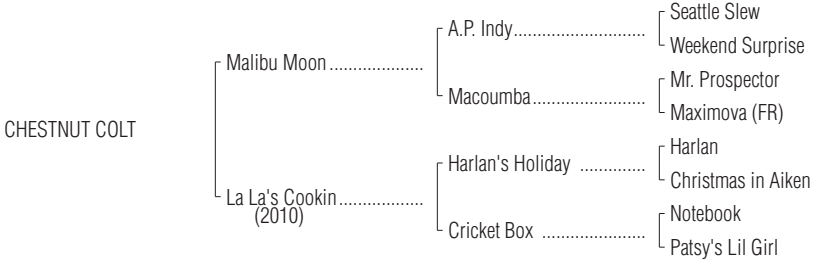 Seattle Slew
A.P. Indy............................
Weekend Surprise
Malibu Moon ....................
Mr. Prospector
Macoumba........................
Maximova (FR)
CHESTNUT COLT
Harlan
Harlan's Holiday ..............
Christmas in Aiken
La La's Cookin..................
(2010)
Notebook
Cricket Box ......................
Patsy's Lil Girl